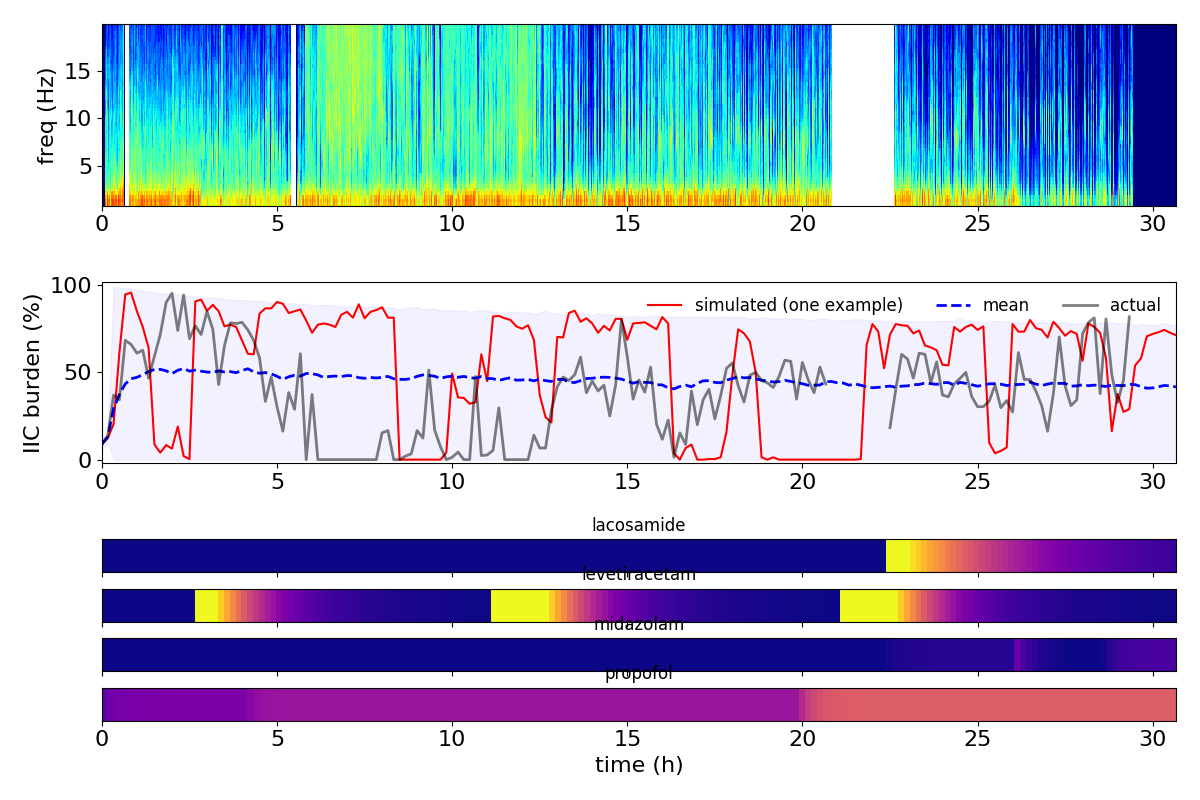 freq (Hz)
15
10
5
0 5 10 15 20 25 30
IIC burden (%)
100
50
0
simulated (one example) mean actual
0 5 10 15 20 25 30
lacosamide
levetiracetam
midazolam
propofol
0 5 10 15 20 25 30
time (h)